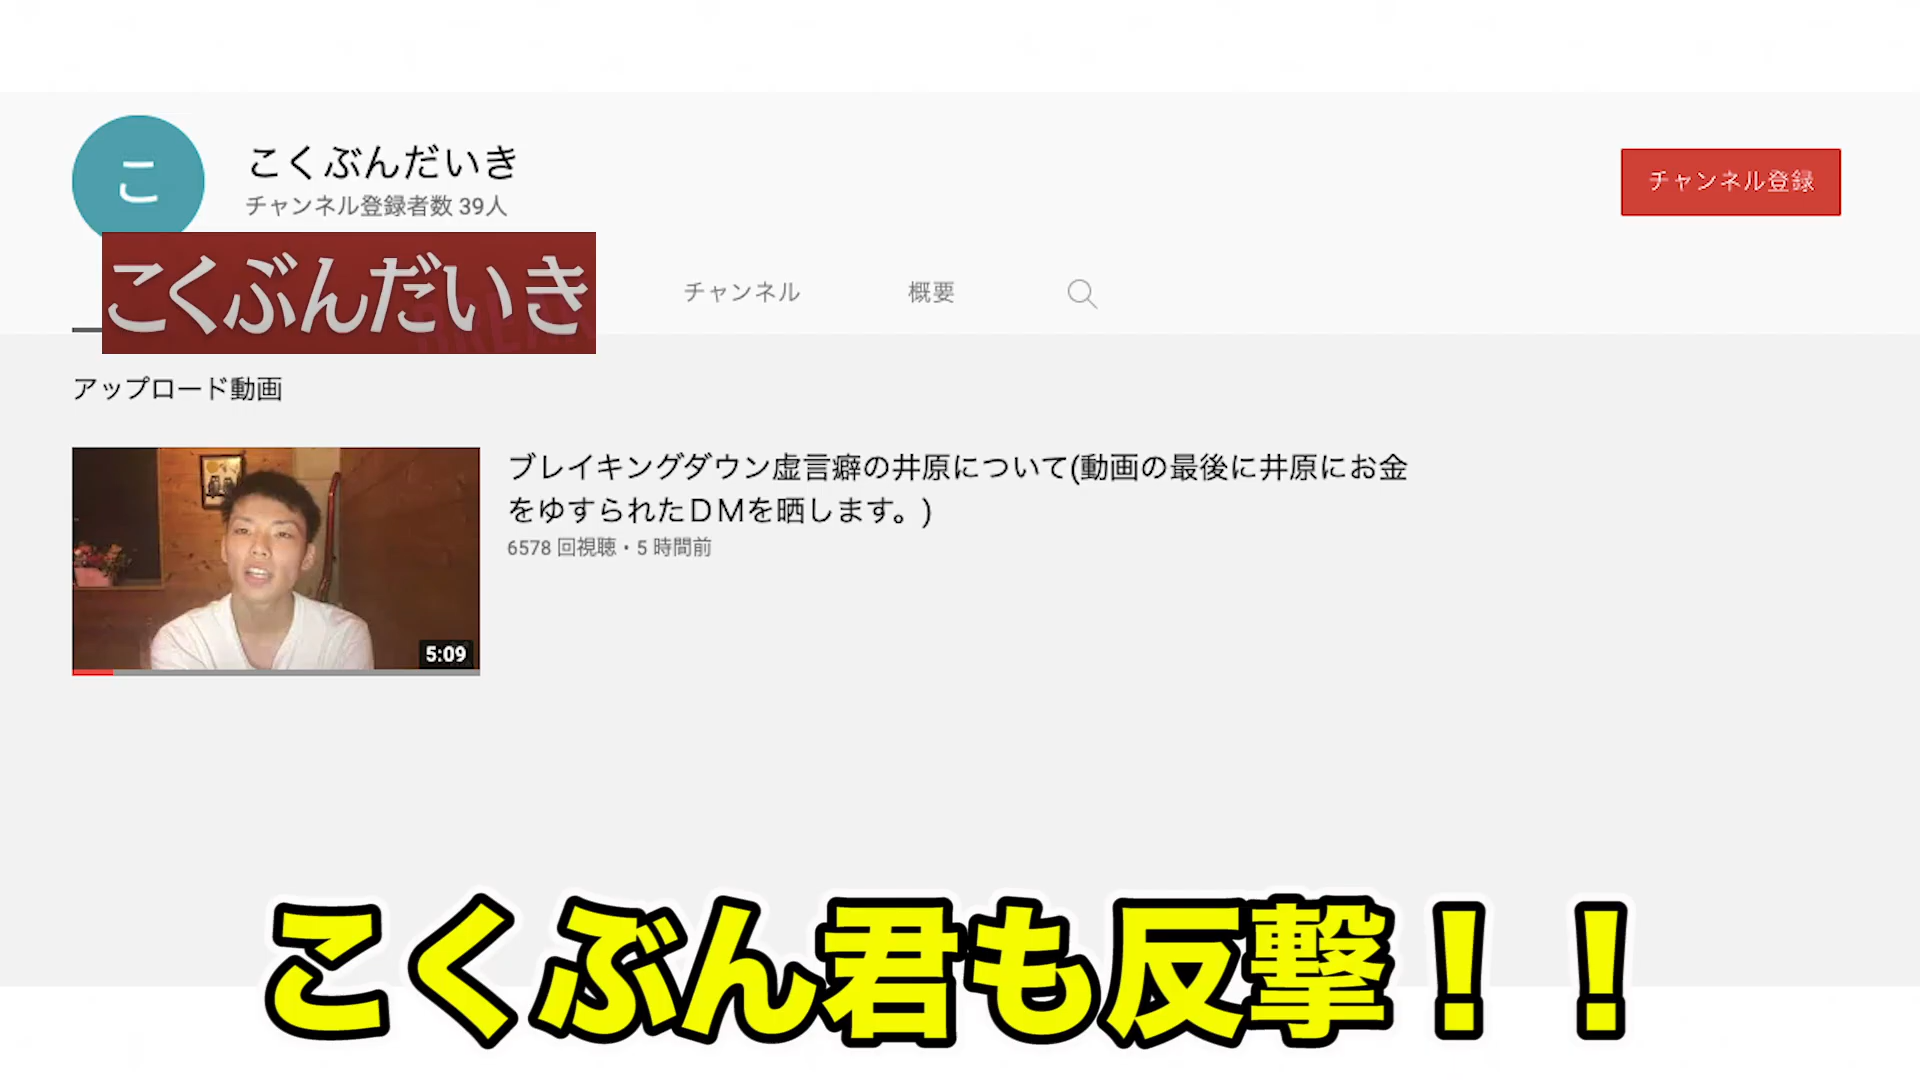 こ
こくぶんだいき
チャンネル登録者数 39人
チャンネル登録
こくぶんだいき
チャンネル
概要
アップロード動画
5:09
ブレイキングダウン虚言癖の井原について(動画の最後に井原にお金
をゆすられたＤＭを晒します。)
6578 回視聴・5 時間前
こくぶん君も反撃！！